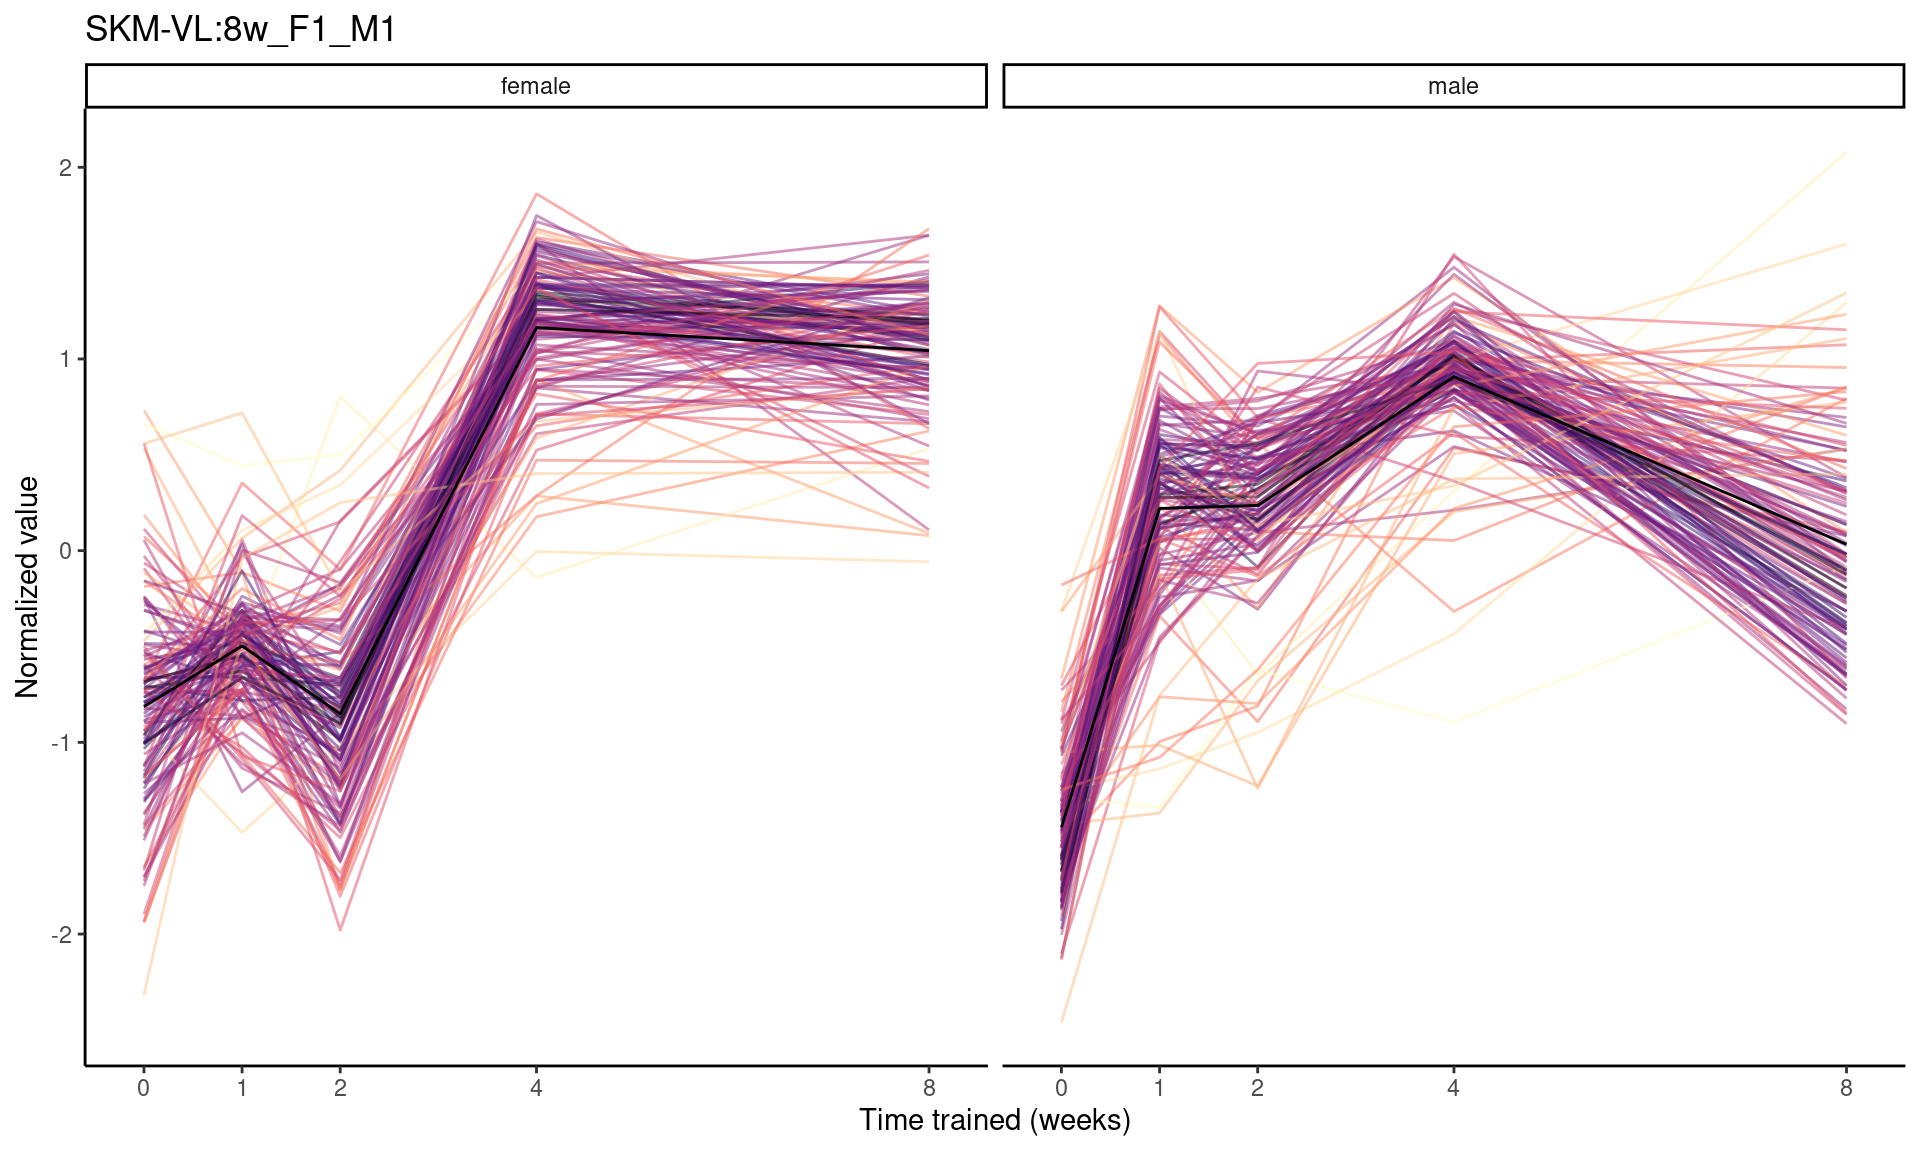 SKM-VL:8w_F1_M1
female
male
Normalized value
2
1
0
-1
-2
0 1 2 4 8
0 1 2 4 8
Time trained (weeks)